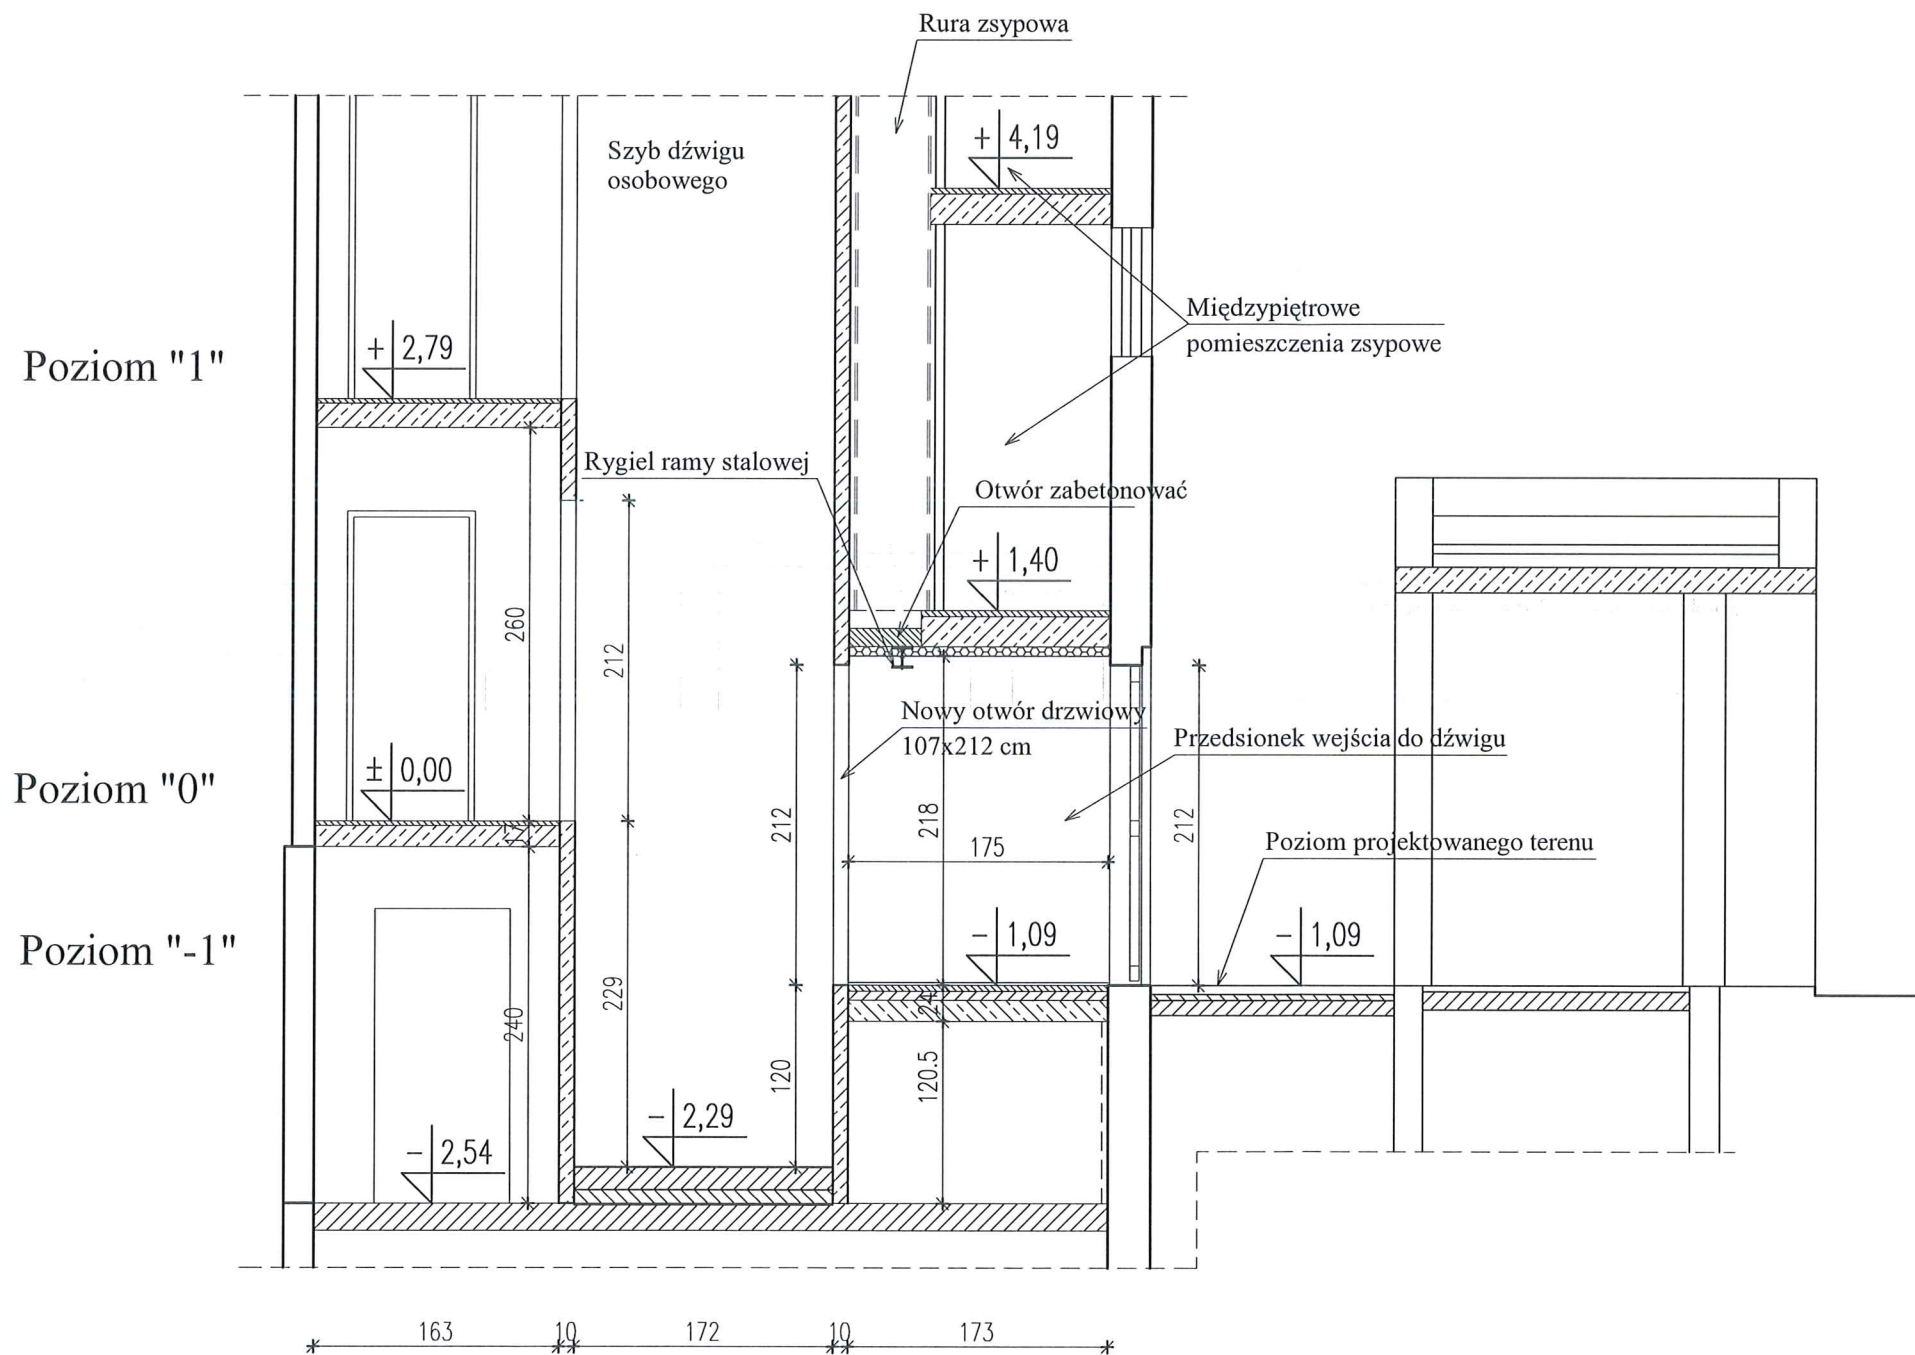 Rura zsypowa
Szyb dźwigu
osobowego
+ 4,19
Międzypiętrowe
pomieszczenia zsypowe
Poziom "1"
+ 2,79
Rygiel ramy stalowej
Otwór zabetonować
+ 1,40
260
212
Nowy otwór drzwiowy
107x212 cm
Przedsionek wejścia do dźwigu
Poziom "0"
± 0,00
17
212
218
175
212
Poziom projektowanego terenu
Poziom "-1"
- 1,09
- 1,09
229
240
24
120
120.5
- 2,29
- 2,54
163 10 172 10 173